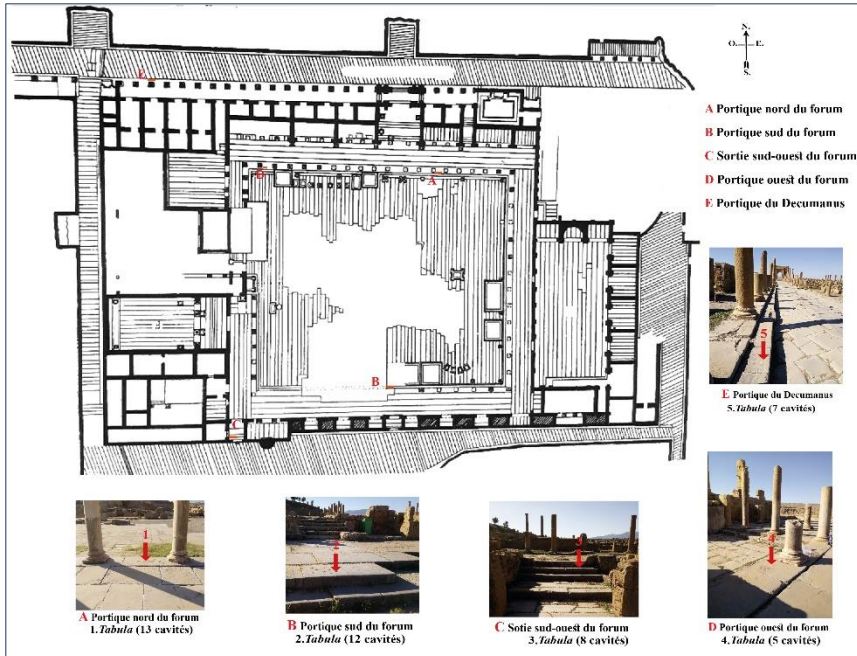 N.
O. E.
S.
A Portique nord du forum
B Portique sud du forum
C Sortie sud-ouest du forum
D Portique ouest du forum
E Portique du Decumanus
E
D
A
B
C
5
E Portique du Decumanus
5.Tabula (7 cavités)
1
A Portique nord du forum
1.Tabula (13 cavités)
2
B Portique sud du forum
2.Tabula (12 cavités)
3
C Sotie sud-ouest du forum
3.Tabula (8 cavités)
4
D Portique ouest du forum
4.Tabula (5 cavités)